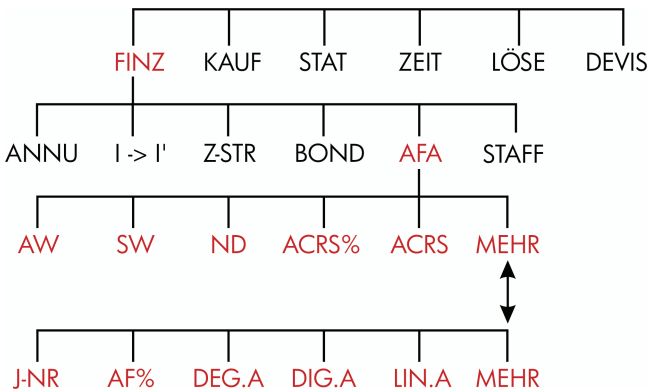 FINZ KAUF STAT ZEIT LÖSE DEVIS
ANNU I -> I' Z-STR BOND AFA STAFF
AW SW ND ACRS% ACRS MEHR
J-NR AF% DEG.A DIG.A LIN.A MEHR